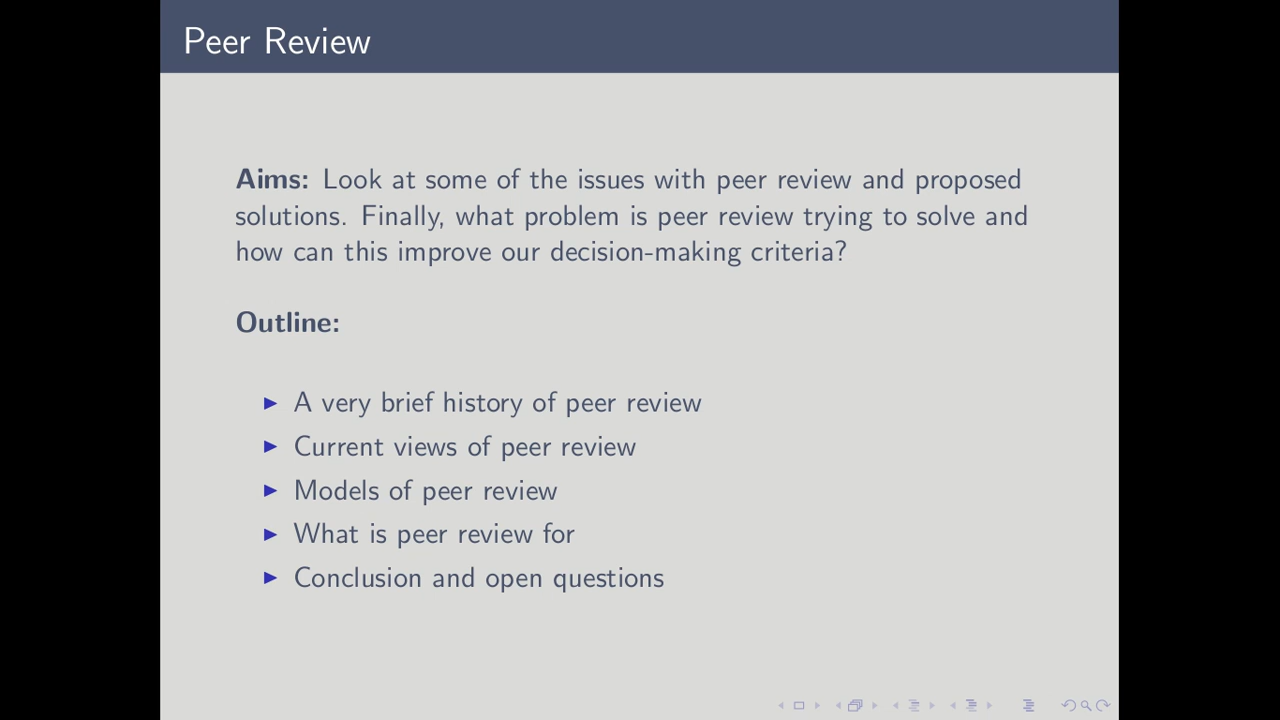 Peer Review
Aims: Look at some of the issues with peer review and proposed
solutions. Finally, what problem is peer review trying to solve and
how can this improve our decision-making criteria?
Outline:
A very brief history of peer review
Current views of peer review
Models of peer review
What is peer review for
Conclusion and open questions